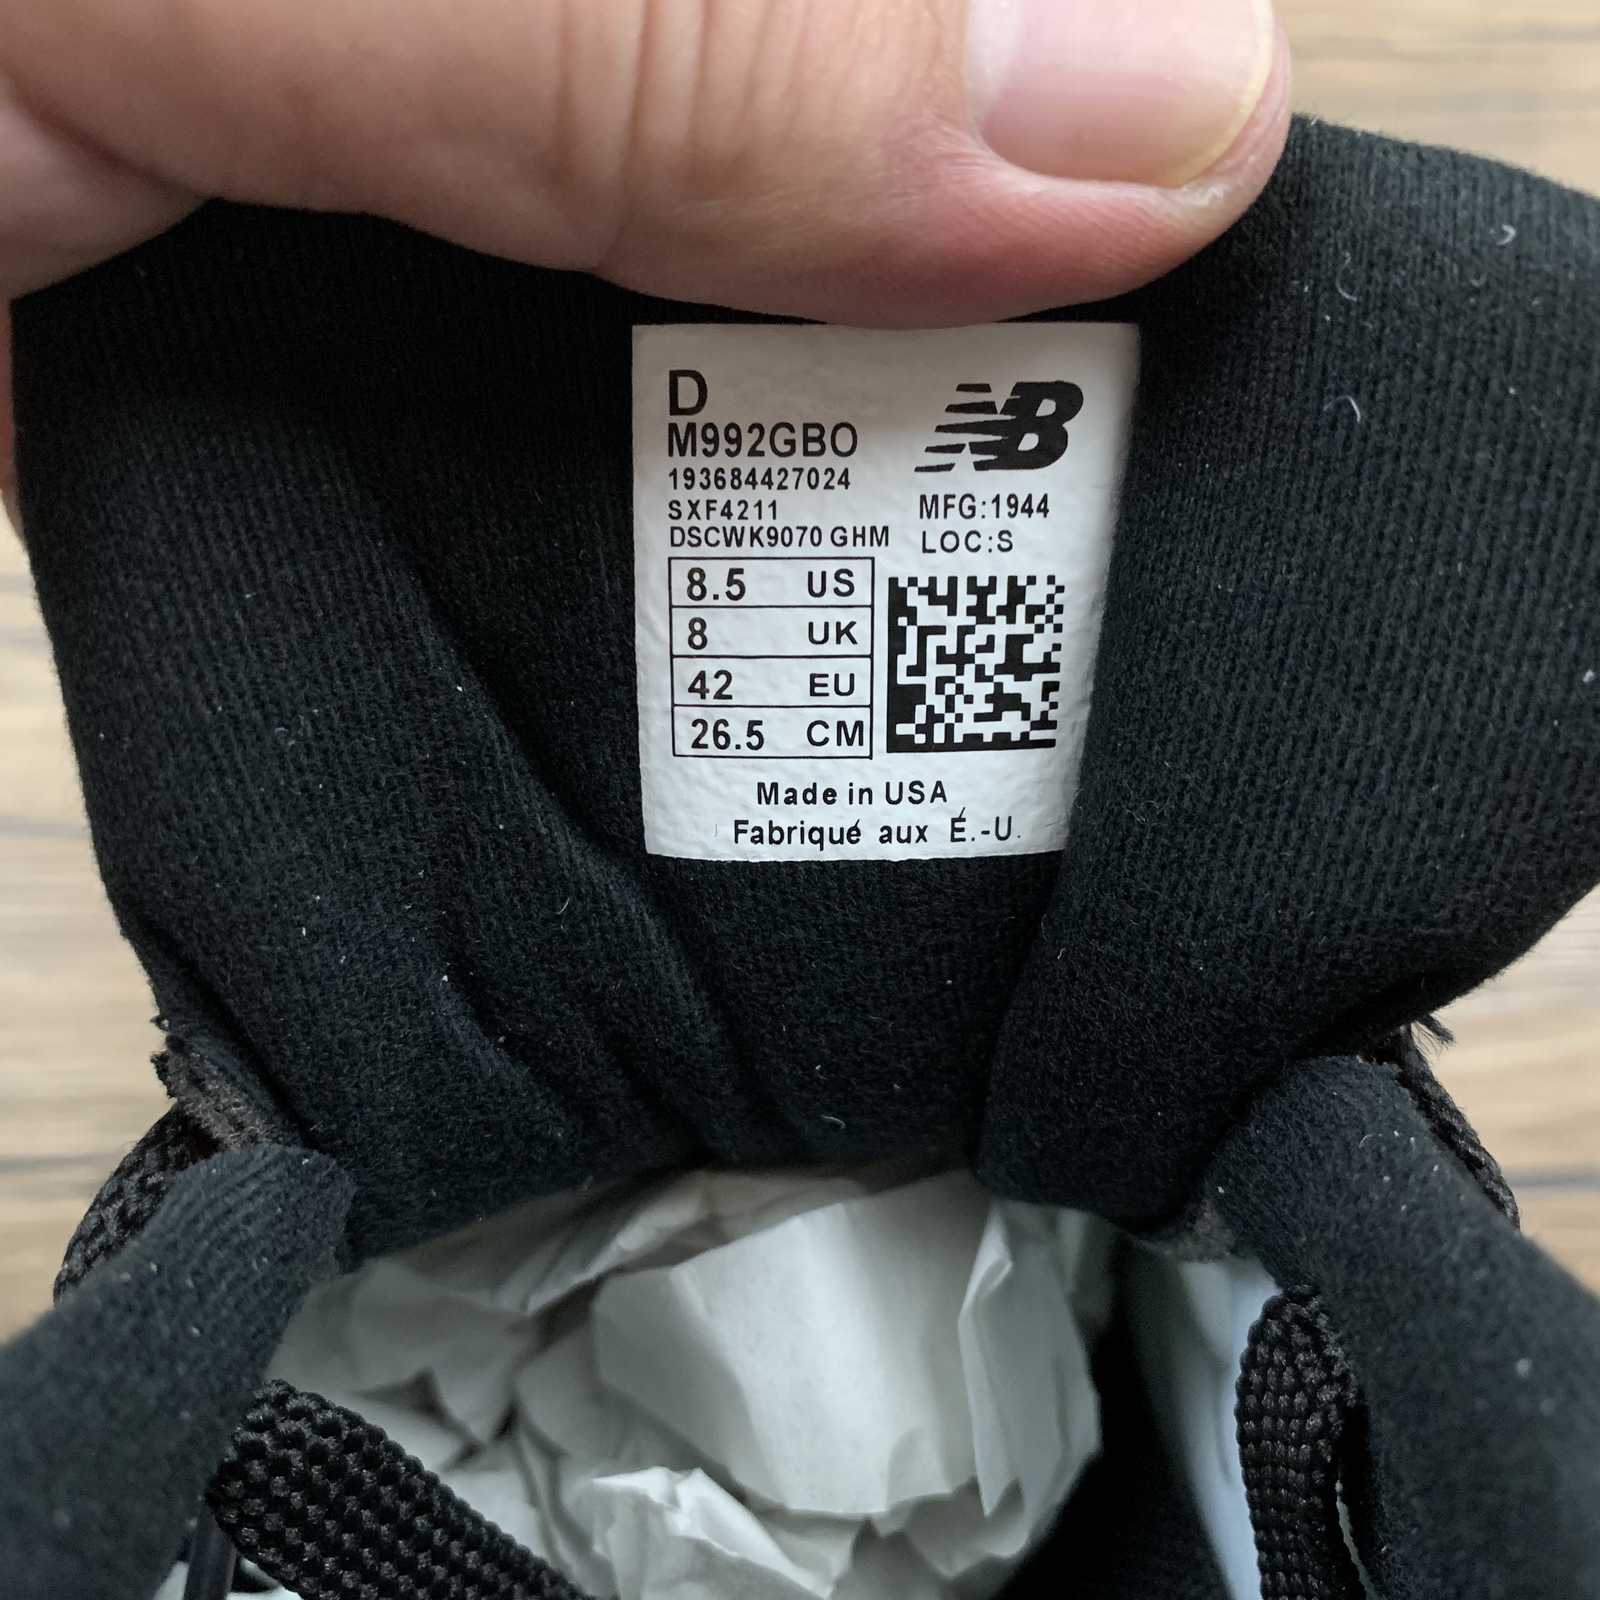 D
M992GBO
193684427024
SXF4211
DSCWK9070 GHM
NB
MFG:1944
LOC:S
8.5 US
8 UK
42 EU
26.5 CM
Made in USA
Fabriqué aux É.-U.